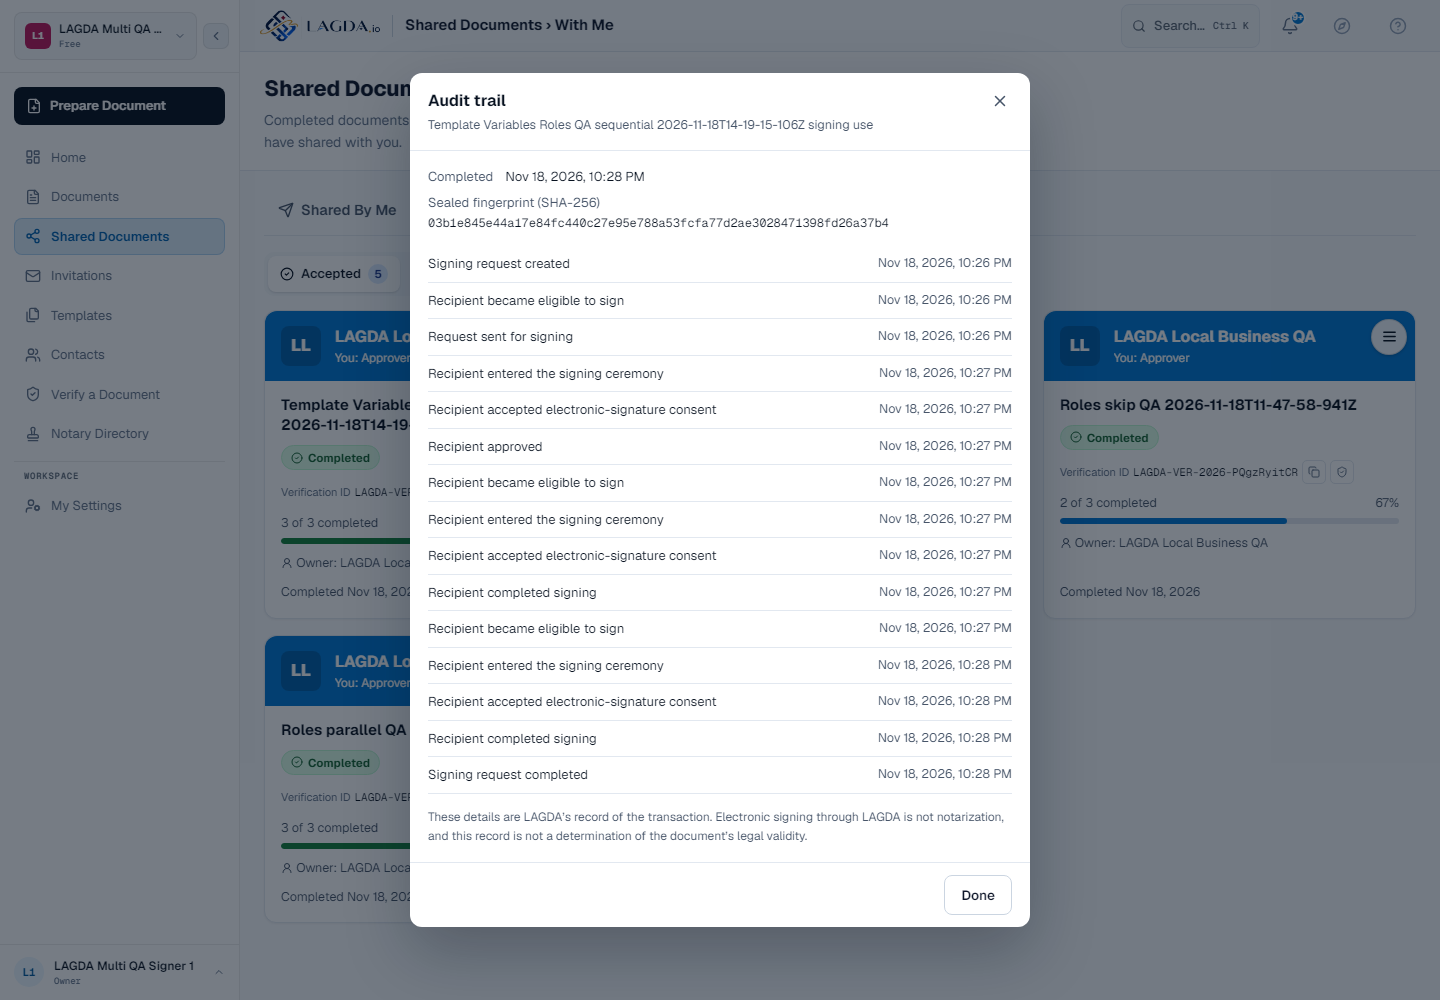 L1
LAGDA Multi QA ...
Free
LAGDA.io
Shared Documents › With Me
Search...
Ctrl K
9+
Prepare Document
Home
Documents
Shared Documents
Invitations
Templates
Contacts
Verify a Document
Notary Directory
WORKSPACE
My Settings
L1
LAGDA Multi QA Signer 1
Owner
Shared Docum
Completed documents
have shared with you.
Shared By Me
Accepted 5
LL
LAGDA Lo
You: Approver
Template Variable
2026-11-18T14-19-
Completed
Verification ID LAGDA-VER
3 of 3 completed
Owner: LAGDA Loca
Completed Nov 18, 202
LL
LAGDA Lo
You: Approver
Roles parallel QA
Completed
Verification ID LAGDA-VER
3 of 3 completed
Owner: LAGDA Loca
Completed Nov 18, 202
LL
LAGDA Local Business QA
You: Approver
Roles skip QA 2026-11-18T11-47-58-941Z
Completed
Verification ID LAGDA-VER-2026-PQgzRyitCR
2 of 3 completed 67%
Owner: LAGDA Local Business QA
Completed Nov 18, 2026
Audit trail
Template Variables Roles QA sequential 2026-11-18T14-19-15-106Z signing use
Completed Nov 18, 2026, 10:28 PM
Sealed fingerprint (SHA-256)
03b1e845e44a17e84fc440c27e95e788a53fcfa77d2ae3028471398fd26a37b4
Signing request created Nov 18, 2026, 10:26 PM
Recipient became eligible to sign Nov 18, 2026, 10:26 PM
Request sent for signing Nov 18, 2026, 10:26 PM
Recipient entered the signing ceremony Nov 18, 2026, 10:27 PM
Recipient accepted electronic-signature consent Nov 18, 2026, 10:27 PM
Recipient approved Nov 18, 2026, 10:27 PM
Recipient became eligible to sign Nov 18, 2026, 10:27 PM
Recipient entered the signing ceremony Nov 18, 2026, 10:27 PM
Recipient accepted electronic-signature consent Nov 18, 2026, 10:27 PM
Recipient completed signing Nov 18, 2026, 10:27 PM
Recipient became eligible to sign Nov 18, 2026, 10:27 PM
Recipient entered the signing ceremony Nov 18, 2026, 10:28 PM
Recipient accepted electronic-signature consent Nov 18, 2026, 10:28 PM
Recipient completed signing Nov 18, 2026, 10:28 PM
Signing request completed Nov 18, 2026, 10:28 PM
These details are LAGDA's record of the transaction. Electronic signing through LAGDA is not notarization,
and this record is not a determination of the document's legal validity.
Done